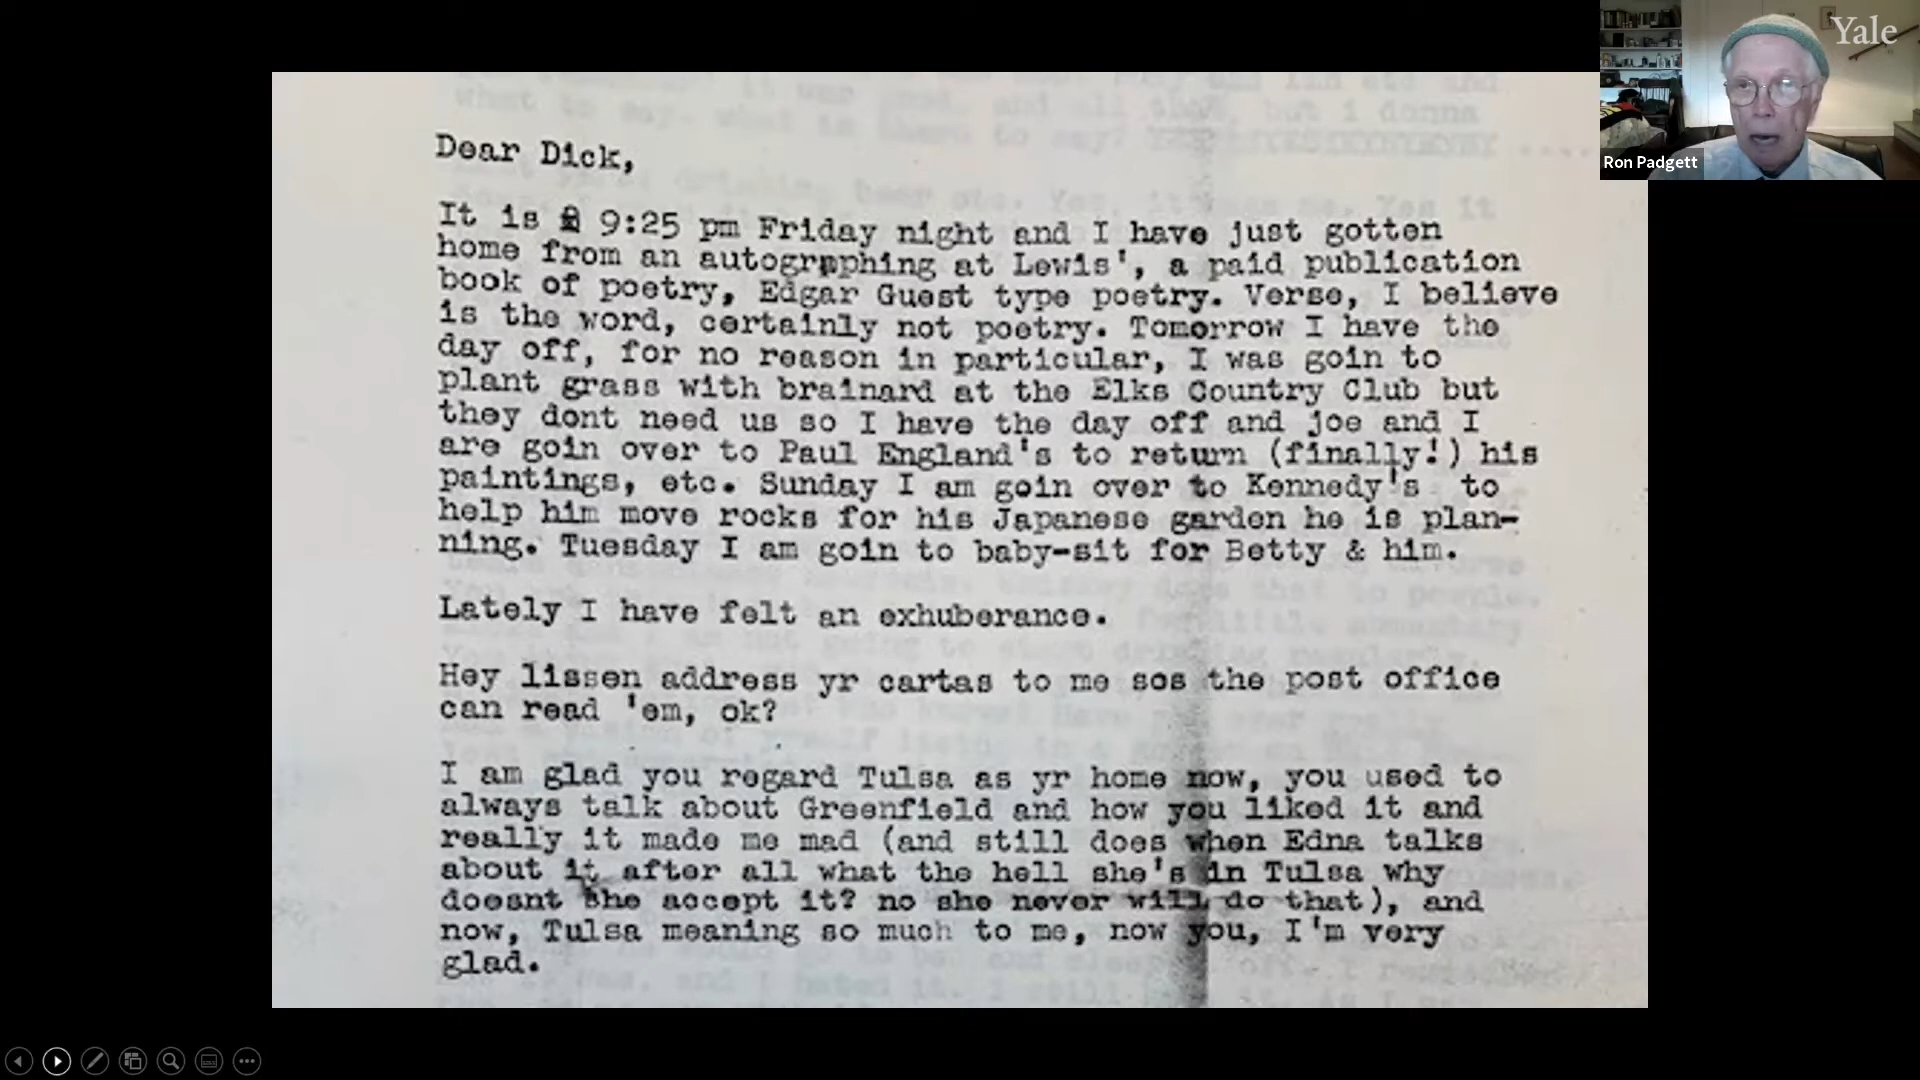 Yale
Ron Padgett
Dear Dick,
It is 9:25 pm Friday night and I have just gotten
home from an autogrpphing at Lewis', a paid publication
book of poetry, Edgar Guest type poetry. Verse, I believe
is the word, certainly not poetry. Tomorrow I have the
day off, for no reason in particular, I was goin to
plant grass with brainard at the Elks Country Club but
they dont need us so I have the day off and joe and I
are goin over to Paul England's to return (finally!) his
paintings, etc. Sunday I am goin over to Kennedy's to
help him move rocks for his Japanese garden he is plan-
ning. Tuesday I am goin to baby-sit for Betty & him.
Lately I have felt an exhuberance.
Hey lissen address yr cartas to me sos the post office
can read 'em, ok?
I am glad you regard Tulsa as yr home now, you used to
always talk about Greenfield and how you liked it and
really it made me mad (and still does when Edna talks
about it after all what the hell she's in Tulsa why
doesnt she accept it? no she never will do that), and
now, Tulsa meaning so much to me, now you, I'm very
glad.